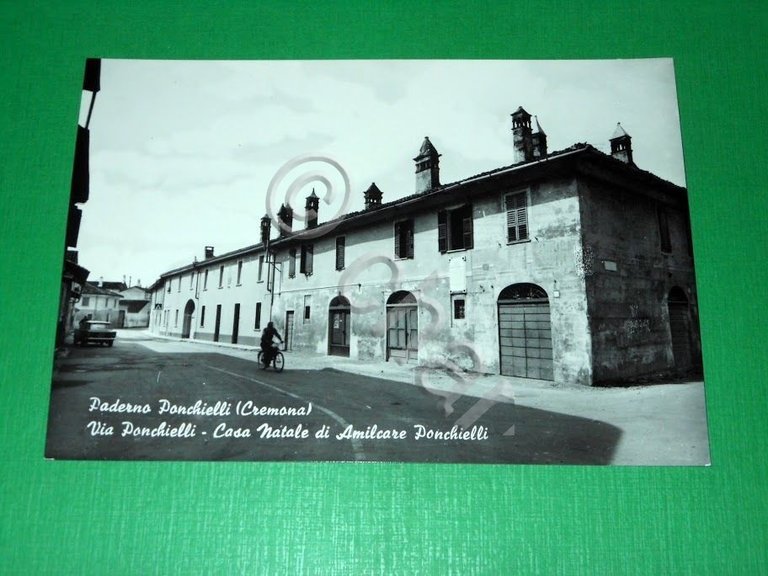 Paderno Ponchielli (Cremona)
Via Ponchielli - Casa Natale di Amilcare Ponchielli